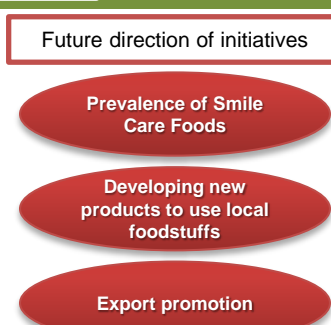 Future direction of initiatives
Prevalence of Smile
Care Foods
Developing new
products to use local
foodstuffs
Export promotion